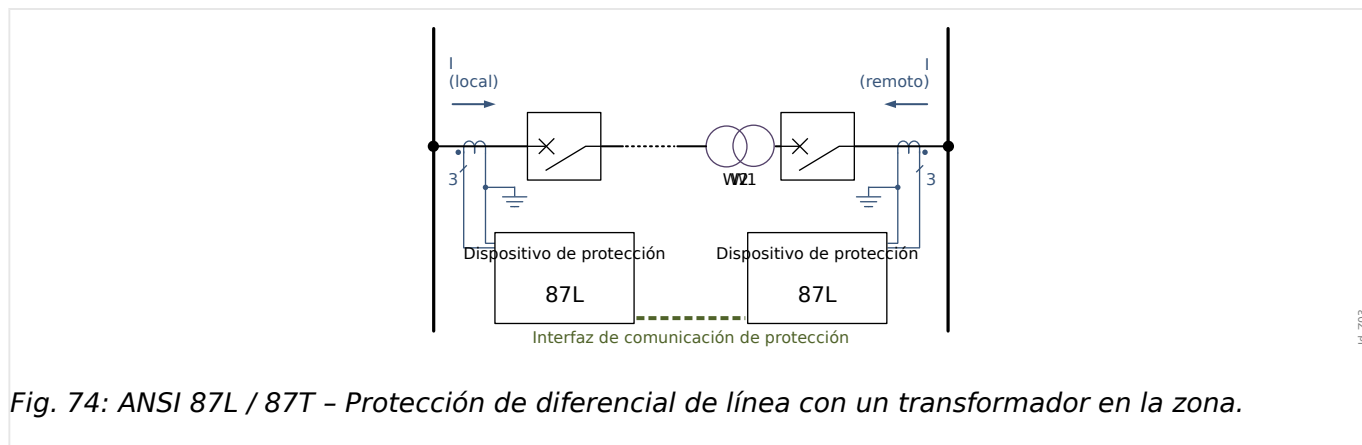 I I
(local) (remoto)
3 3
W2 W1
Dispositivo de protección Dispositivo de protección
87L 87L
Interfaz de comunicación de protección
Fig. 74: ANSI 87L / 87T – Protección de diferencial de línea con un transformador en la zona.